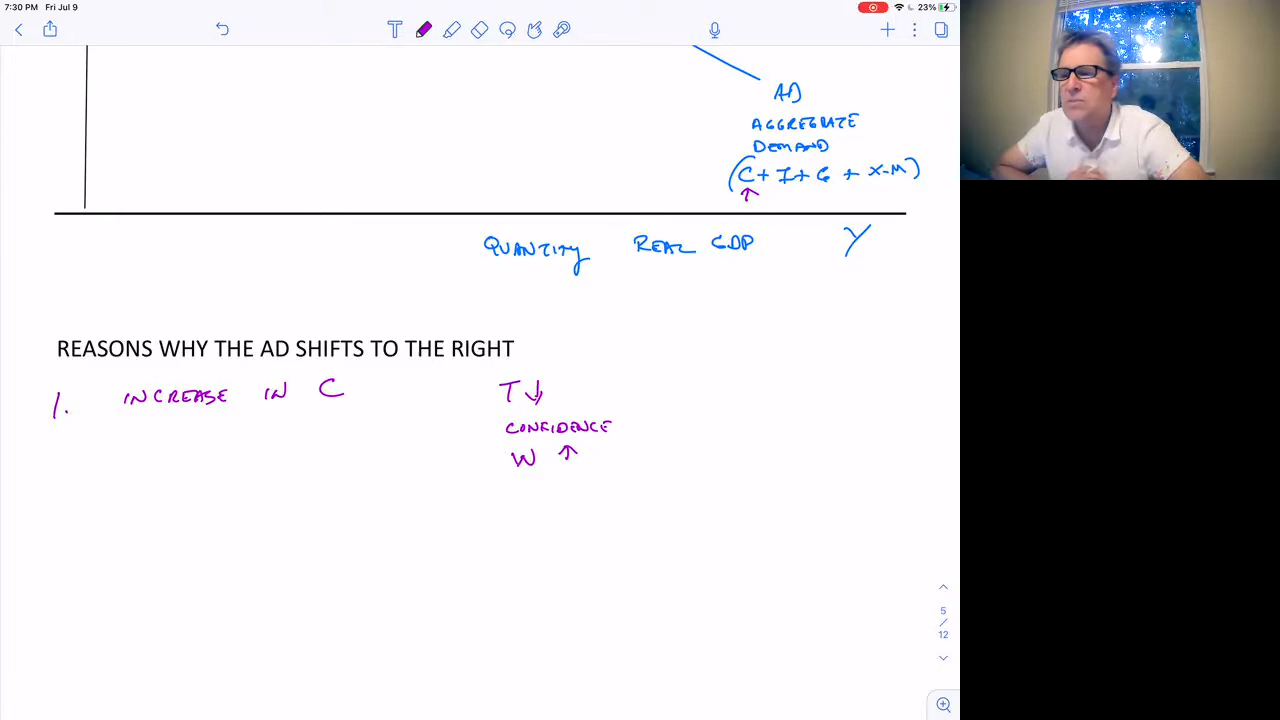 7:30 PM Fri Jul 9
23%
T
AD
AGGREGATE
DEMAND
(C + I + G + X-M)
↑
QUANTITY REAL GDP Y
REASONS WHY THE AD SHIFTS TO THE RIGHT
1. INCREASE IN C T ↓
CONFIDENCE
W ↑
5
/
12